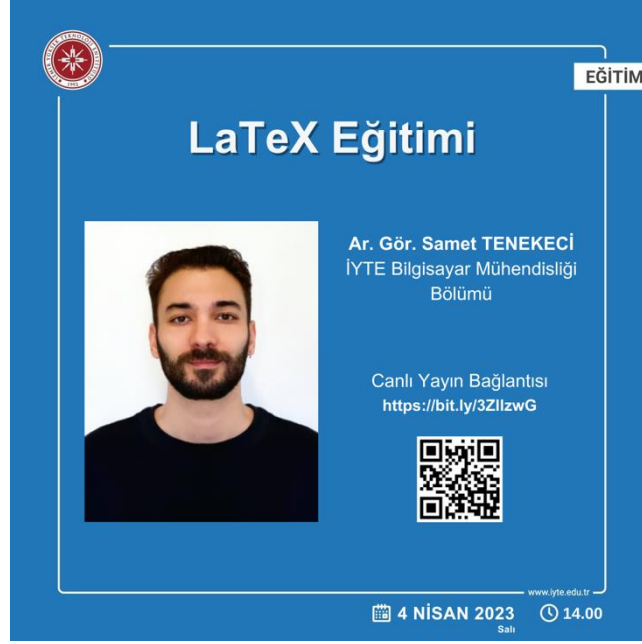 EĞİTİM
LaTeX Eğitimi
Ar. Gör. Samet TENEKECİ
İYTE Bilgisayar Mühendisliği
Bölümü
Canlı Yayın Bağlantısı
https://bit.ly/3ZIIzwG
www.iyte.edu.tr
4 NİSAN 2023
Salı
14.00